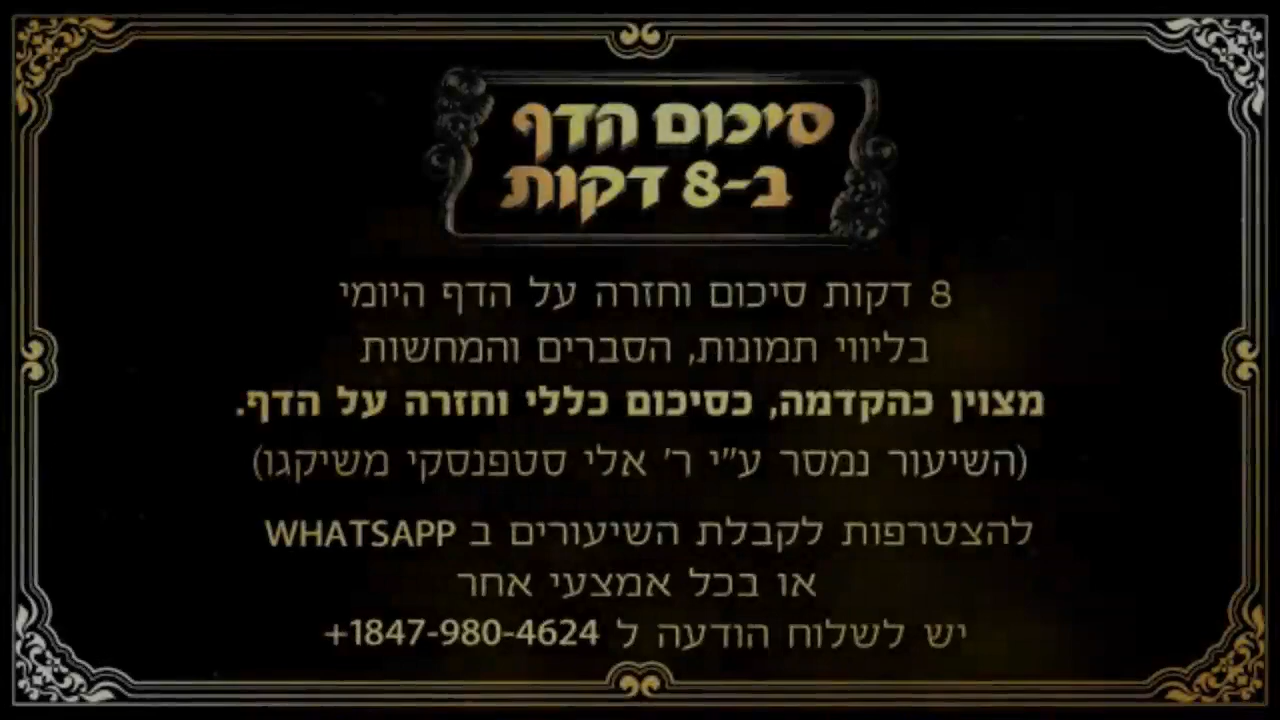 סיכום הדף
ב-8 דקות
8 דקות סיכום וחזרה על הדף היומי
בליווי תמונות, הסברים והמחשות
מצוין כהקדמה, כסיכום כללי וחזרה על הדף.
(השיעור נמסר ע"י ר' אלי סטפנסקי משיקגו)
להצטרפות לקבלת השיעורים ב WHATSAPP
או בכל אמצעי אחר
יש לשלוח הודעה ל 1847-980-4624+